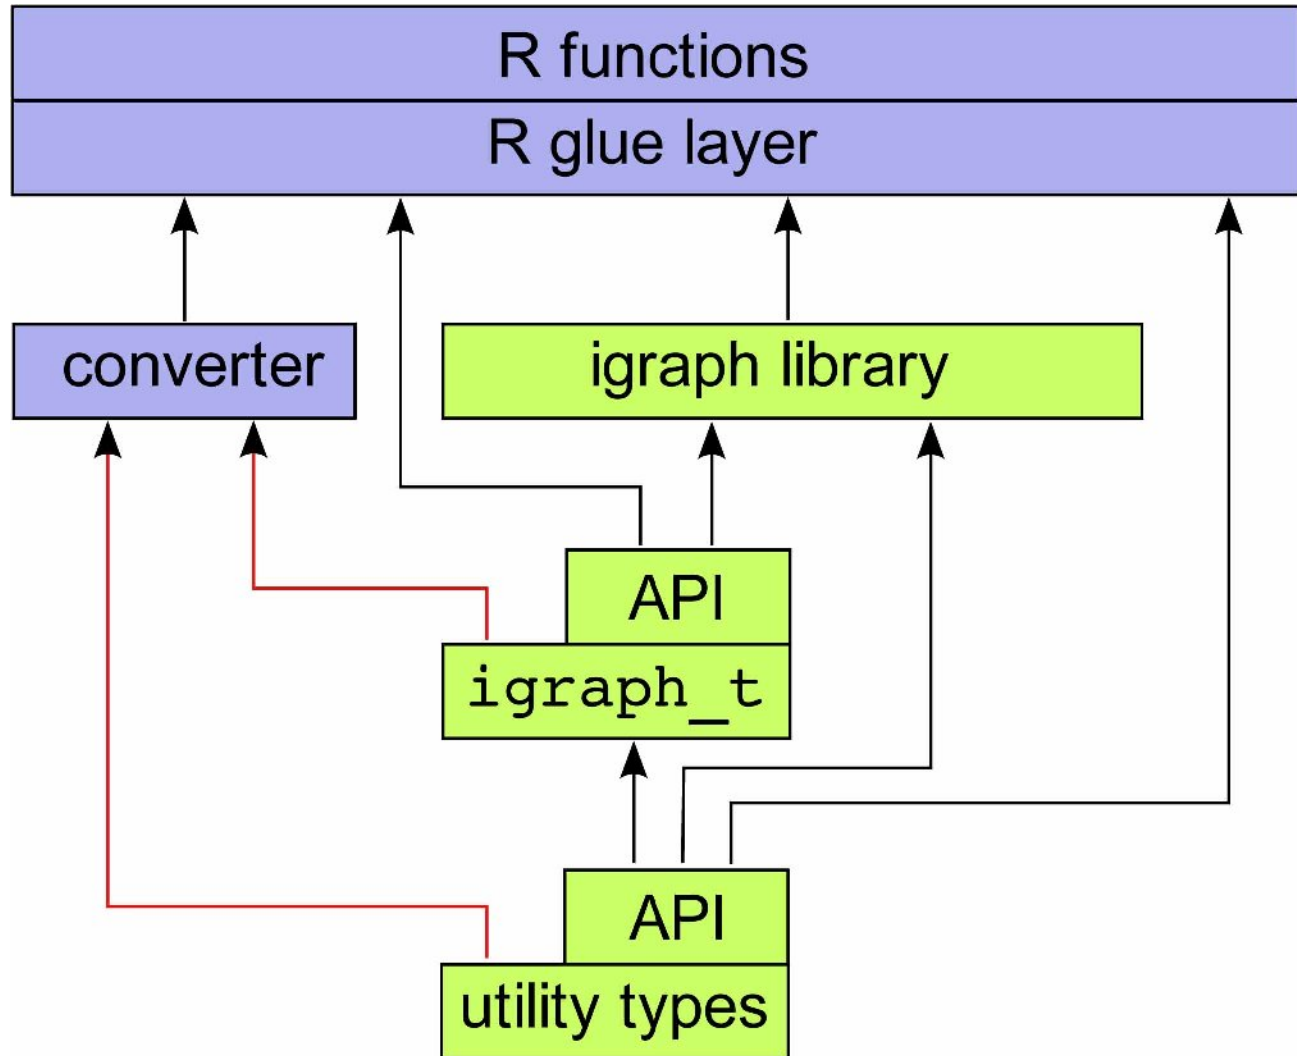 R functions
R glue layer
converter
igraph library
API
igraph_t
API
utility types